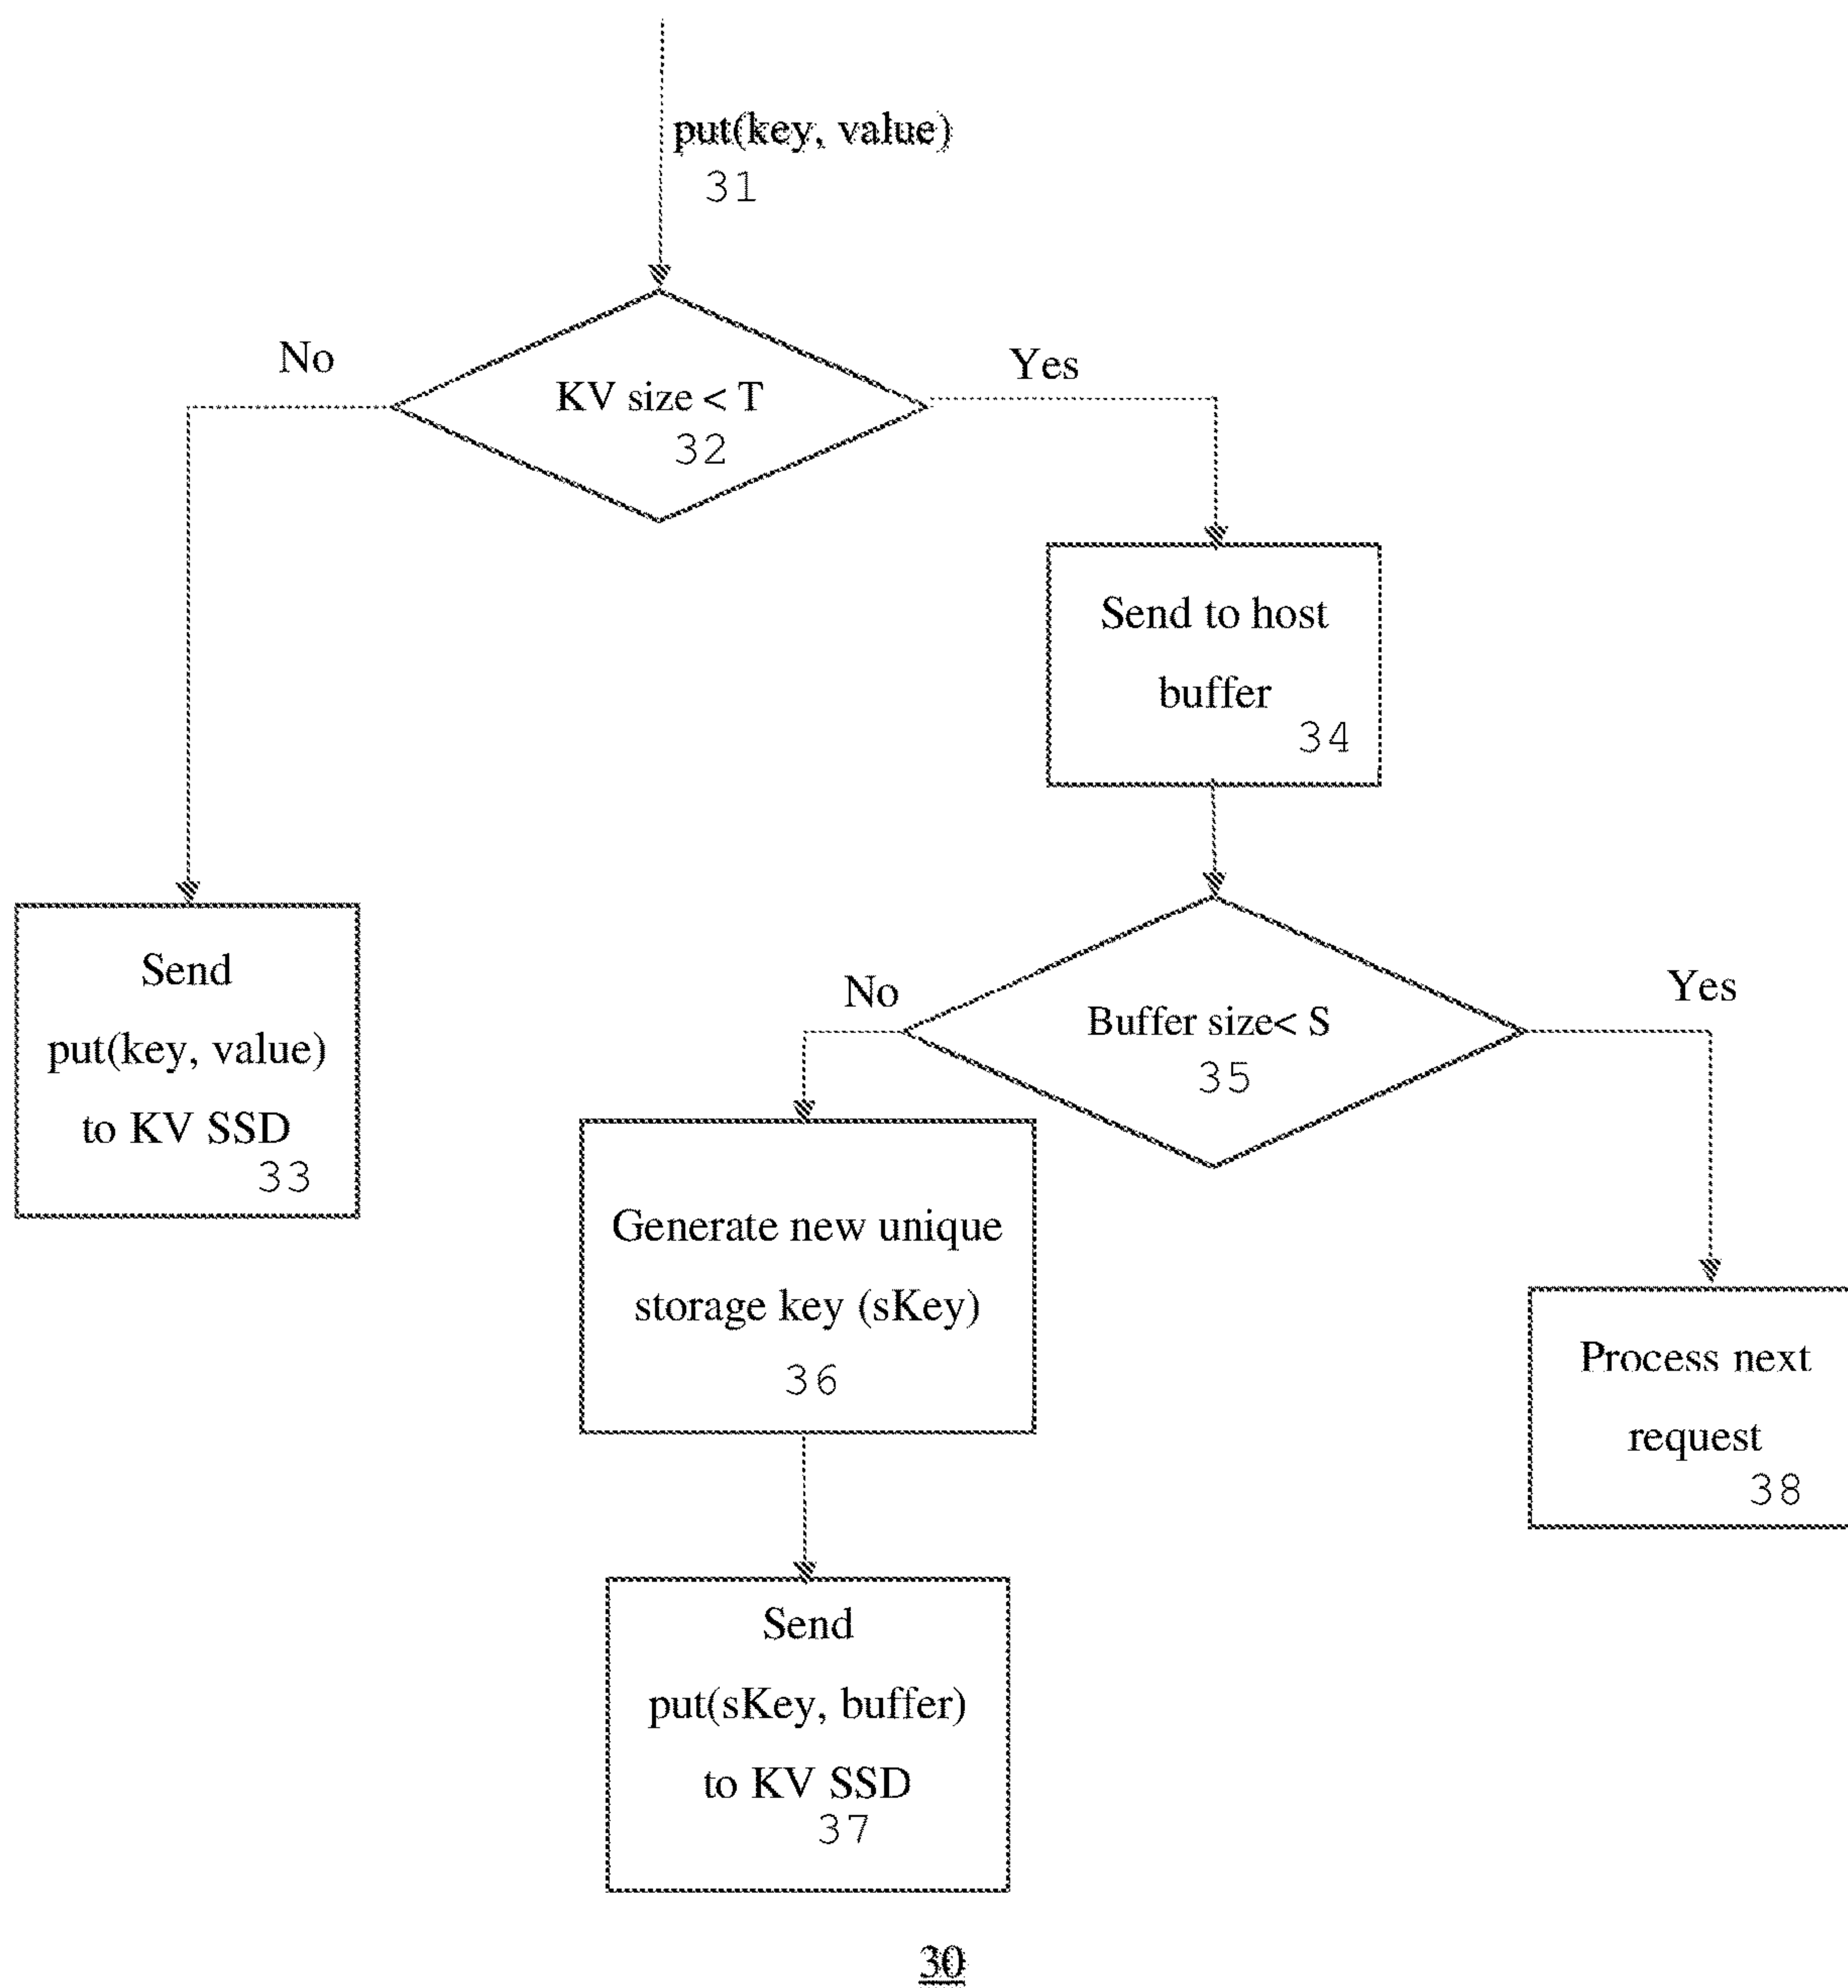 put(key, value)
31
No
Yes
KV size < T
32
Send to host
buffer
34
Send
put(key, value)
to KV SSD
33
No
Yes
Buffer size< S
35
Generate new unique
storage key (sKey)
36
Process next
request
38
Send
put(sKey, buffer)
to KV SSD
37
30